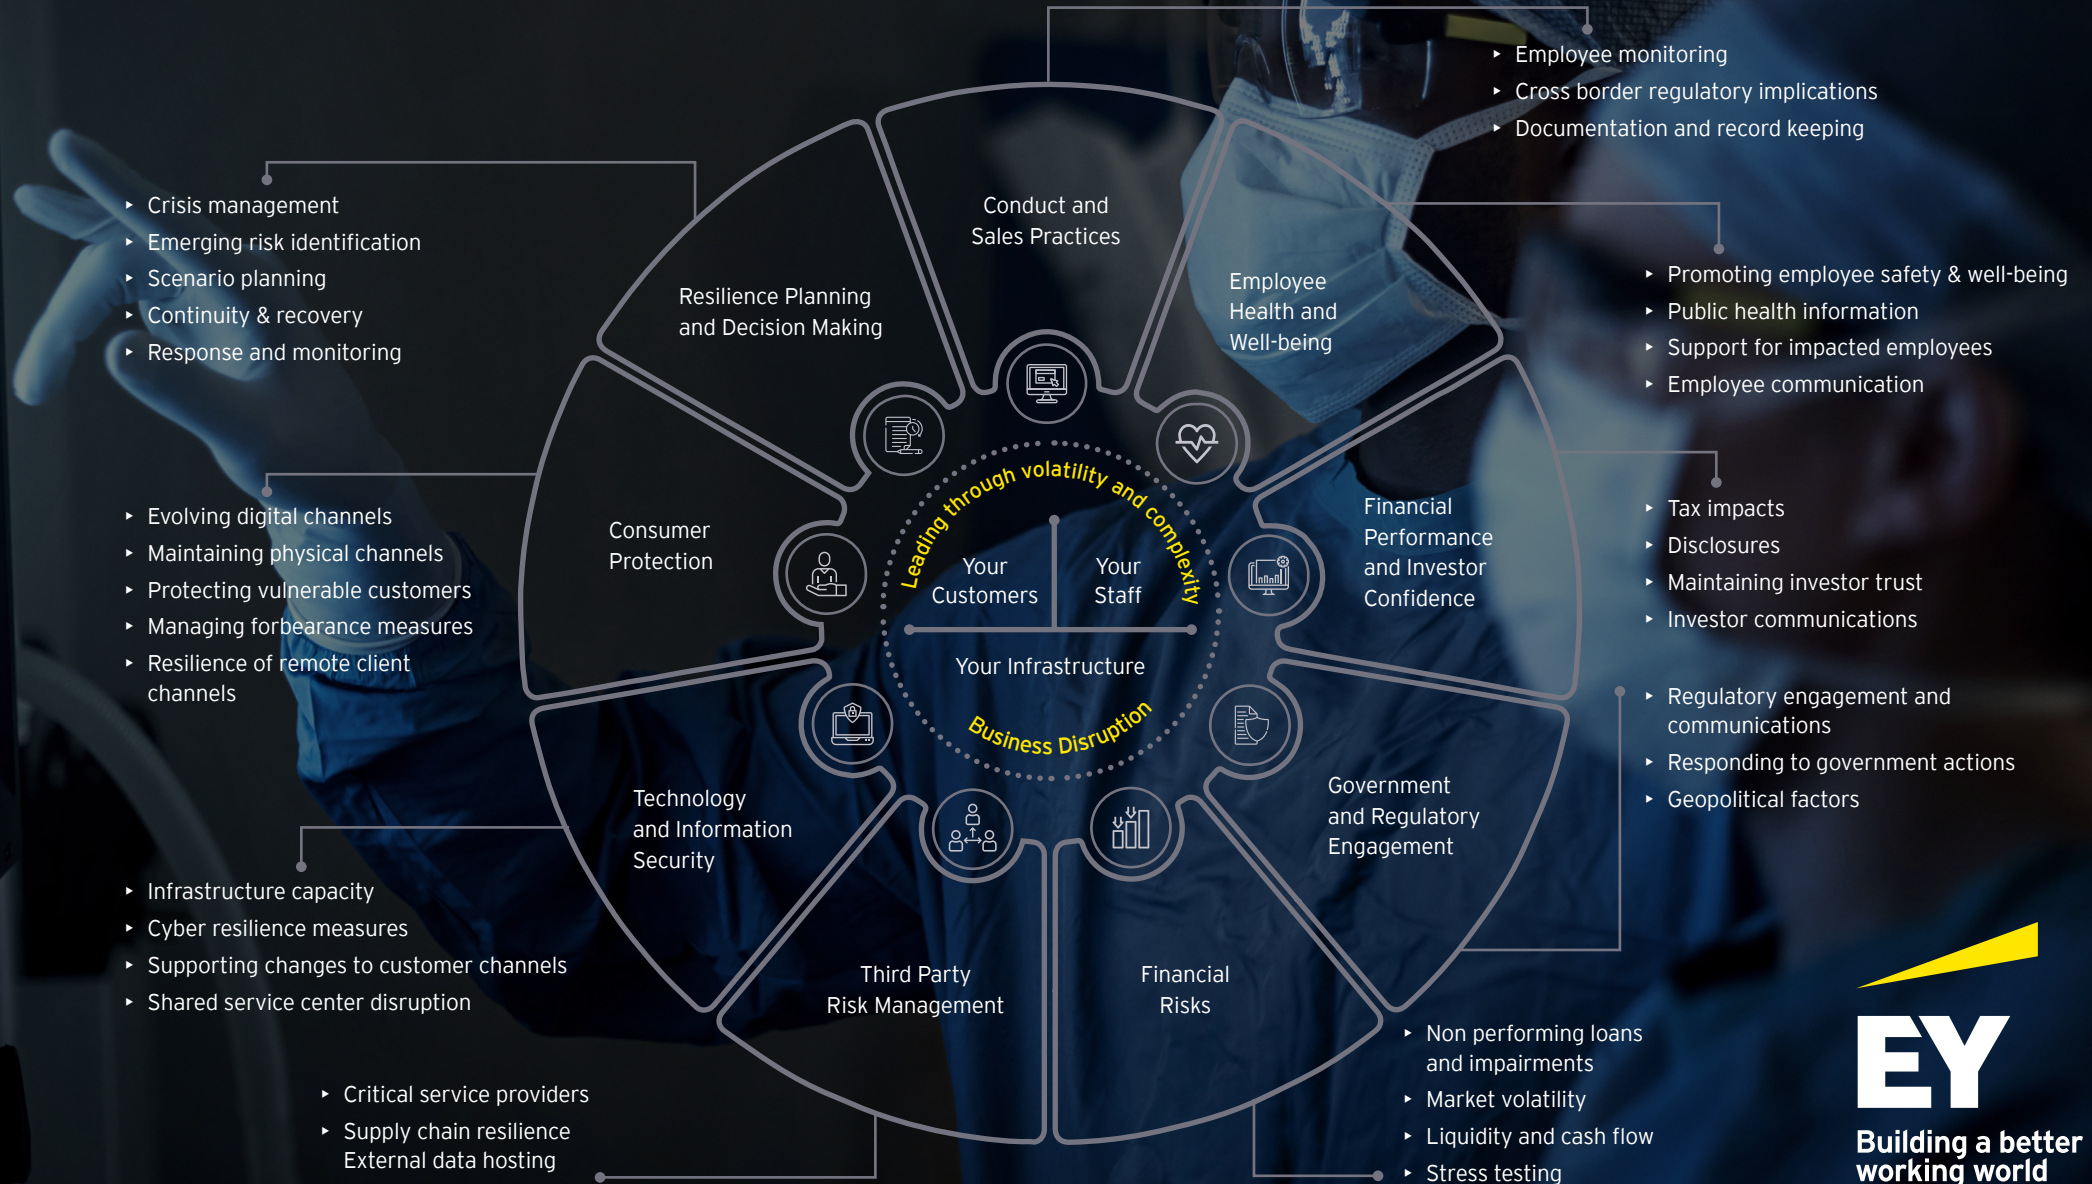 Employee monitoring
Cross border regulatory implications
Documentation and record keeping
Crisis management
Emerging risk identification
Scenario planning
Continuity & recovery
Response and monitoring
Conduct and
Sales Practices
Resilience Planning
and Decision Making
Employee
Health and
Well-being
Promoting employee safety & well-being
Public health information
Support for impacted employees
Employee communication
Evolving digital channels
Maintaining physical channels
Protecting vulnerable customers
Managing forbearance measures
Resilience of remote client
channels
Consumer
Protection
Leading through volatility and complexity
Your
Customers
Your
Staff
Your Infrastructure
Business Disruption
Financial
Performance
and Investor
Confidence
Tax impacts
Disclosures
Maintaining investor trust
Investor communications
Regulatory engagement and
communications
Responding to government actions
Geopolitical factors
Technology
and Information
Security
Government
and Regulatory
Engagement
Infrastructure capacity
Cyber resilience measures
Supporting changes to customer channels
Shared service center disruption
Third Party
Risk Management
Financial
Risks
Critical service providers
Supply chain resilience
External data hosting
Non performing loans
and impairments
Market volatility
Liquidity and cash flow
Stress testing
EY
Building a better
working world